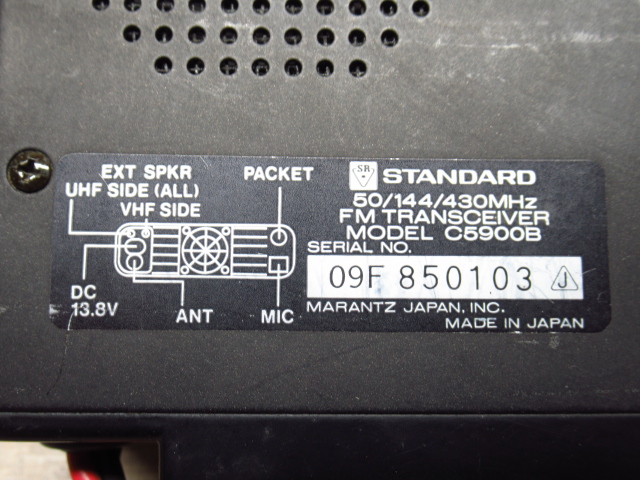 EXT SPKR
UHF SIDE (ALL)
VHF SIDE
PACKET
DC
13.8V
ANT
MIC
SR STANDARD
50/144/430MHz
FM TRANSCEIVER
MODEL C5900B
SERIAL NO.
09F 850103 J
MARANTZ JAPAN, INC.
MADE IN JAPAN